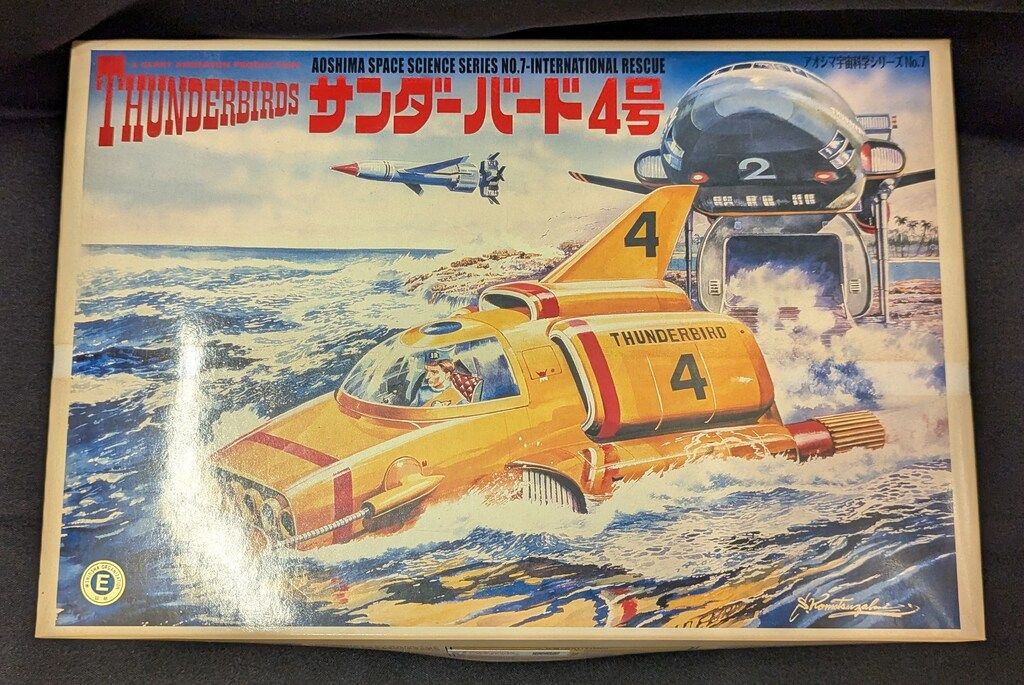 A GERRY ANDERSON PRODUCTION
THUNDERBIRDS
AOSHIMA SPACE SCIENCE SERIES NO.7-INTERNATIONAL RESCUE
サンダーバード4号
アオシマ宇宙科学シリーズ No.7
2
4
THUNDERBIRD
4
E
S.Komatsuzaki